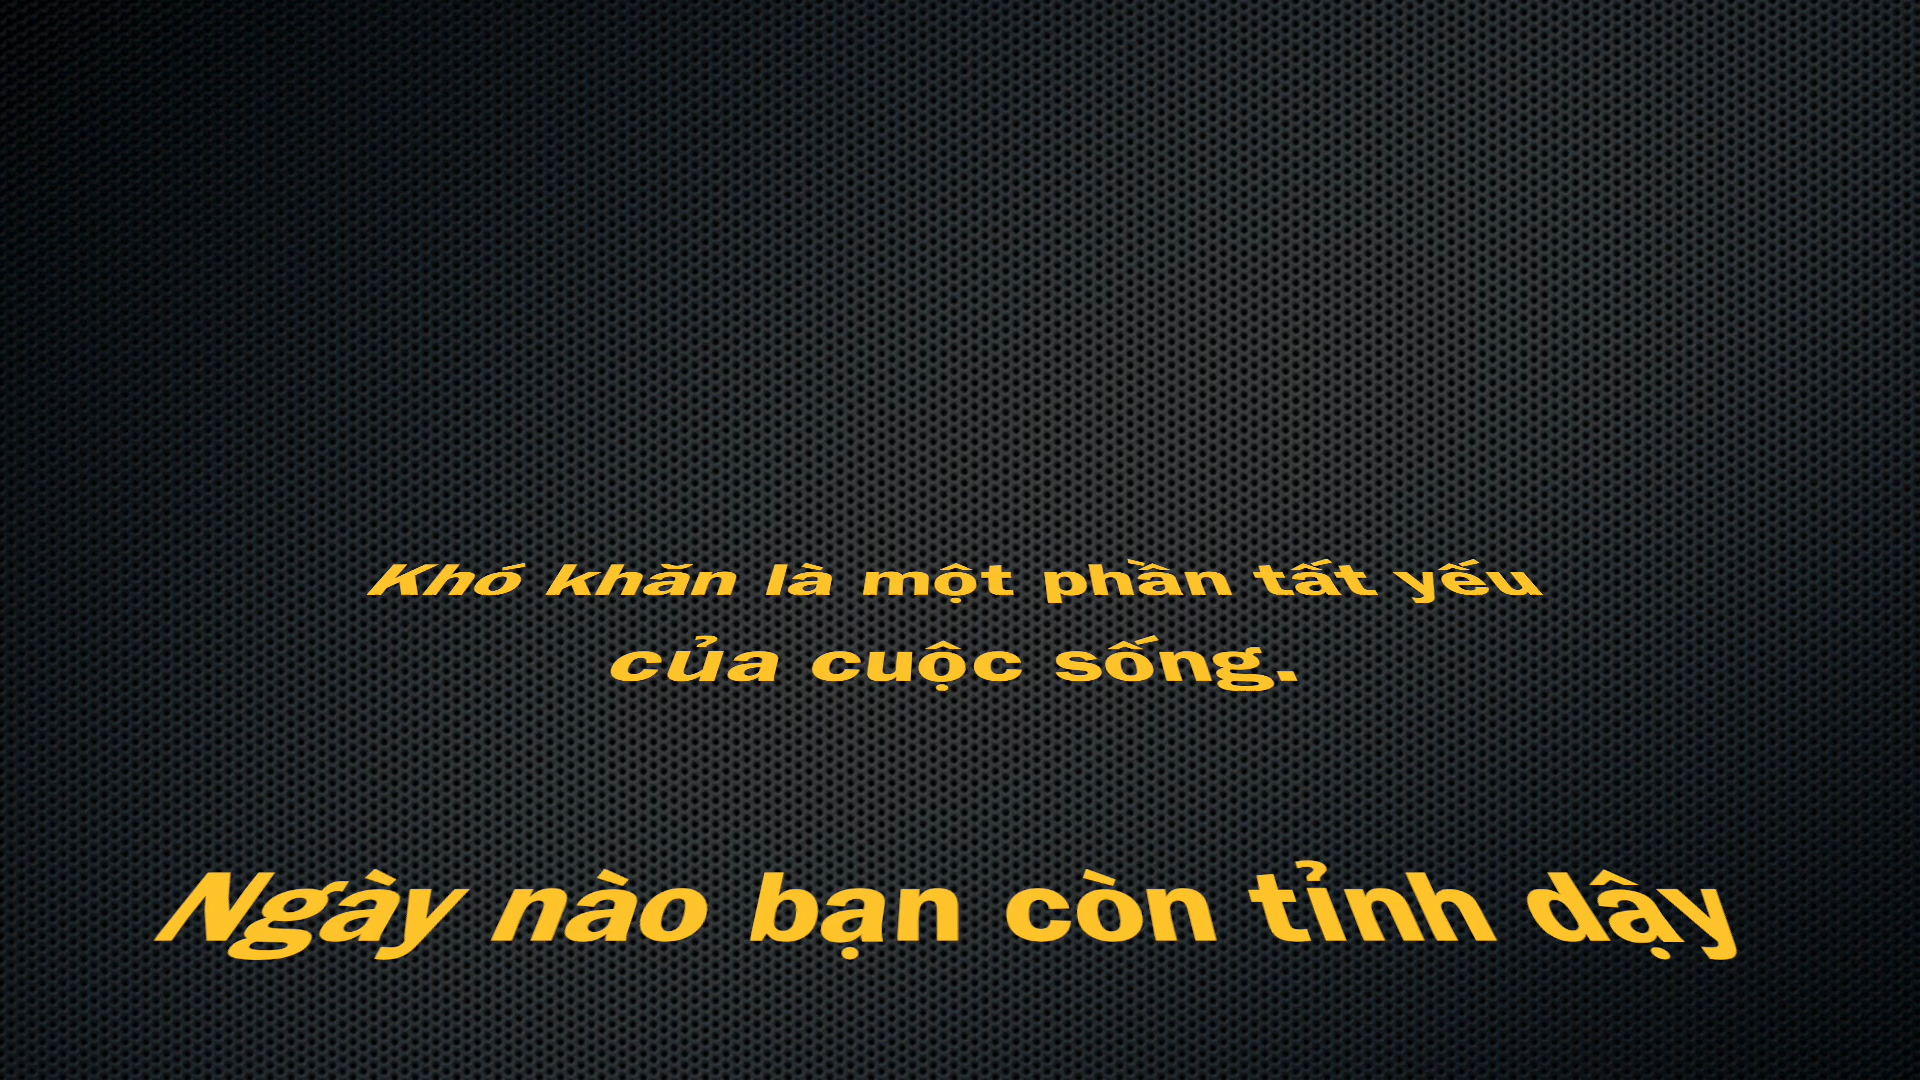 Khó khăn là một phần tất yếu
của cuộc sống.
Ngày nào bạn còn tỉnh dậy